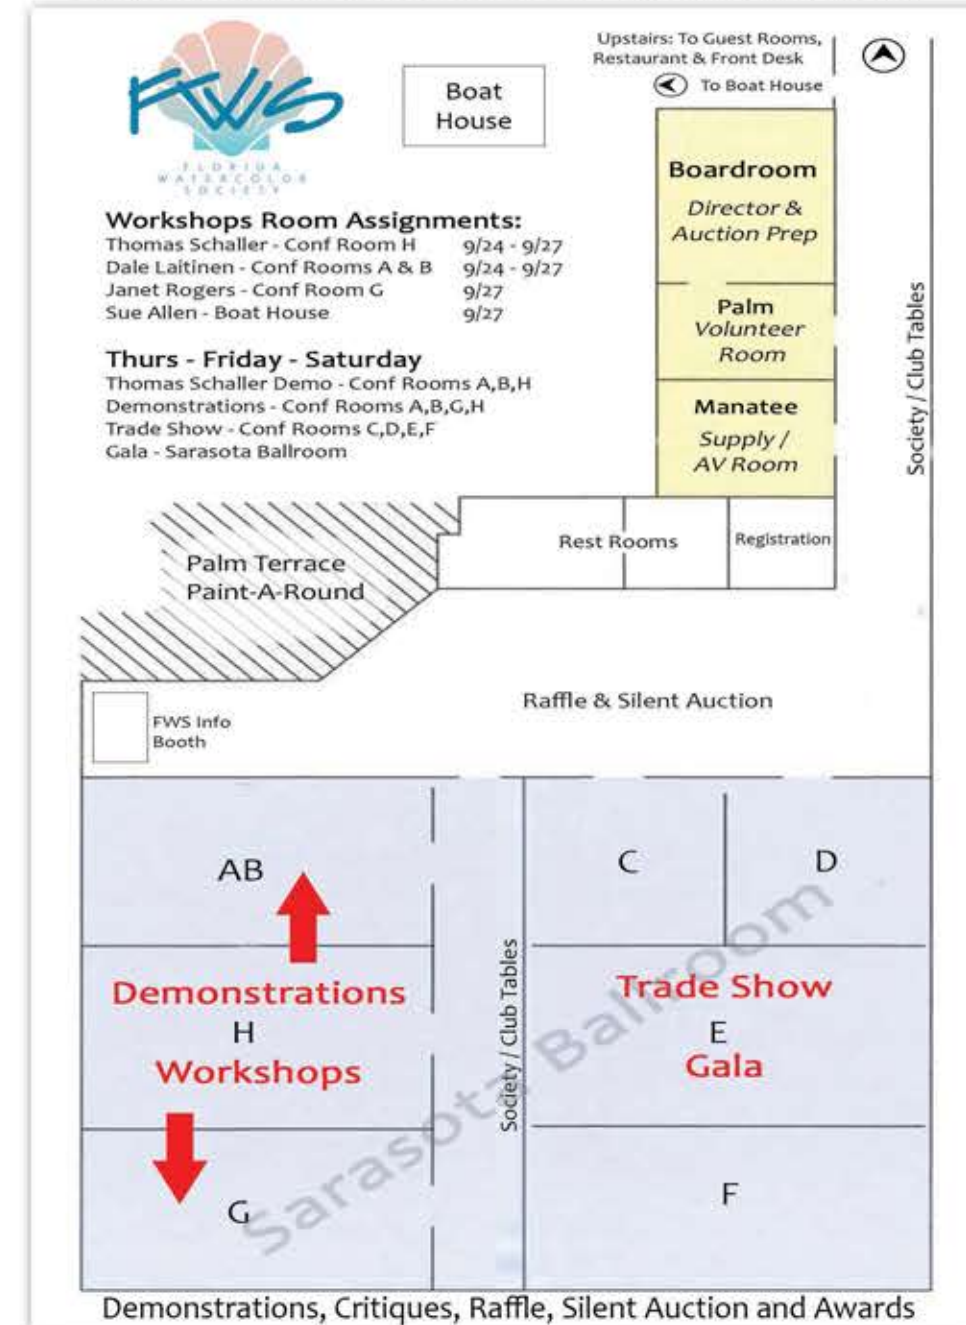 FWS
FLORIDA
WATERCOLOR
SOCIETY
Boat
House
Upstairs: To Guest Rooms,
Restaurant & Front Desk
To Boat House
Workshops Room Assignments:
Thomas Schaller - Conf Room H 9/24 - 9/27
Dale Laitinen - Conf Rooms A & B 9/24 - 9/27
Janet Rogers - Conf Room G 9/27
Sue Allen - Boat House 9/27
Thurs - Friday - Saturday
Thomas Schaller Demo - Conf Rooms A,B,H
Demonstrations - Conf Rooms A,B,G,H
Trade Show - Conf Rooms C,D,E,F
Gala - Sarasota Ballroom
Boardroom
Director &
Auction Prep
Palm
Volunteer
Room
Manatee
Supply /
AV Room
Society / Club Tables
Rest Rooms
Registration
Palm Terrace
Paint-A-Round
Raffle & Silent Auction
FWS Info
Booth
AB
Demonstrations
H
Workshops
G
Society / Club Tables
C
D
Trade Show
E
Gala
F
Sarasota Ballroom
Demonstrations, Critiques, Raffle, Silent Auction and Awards